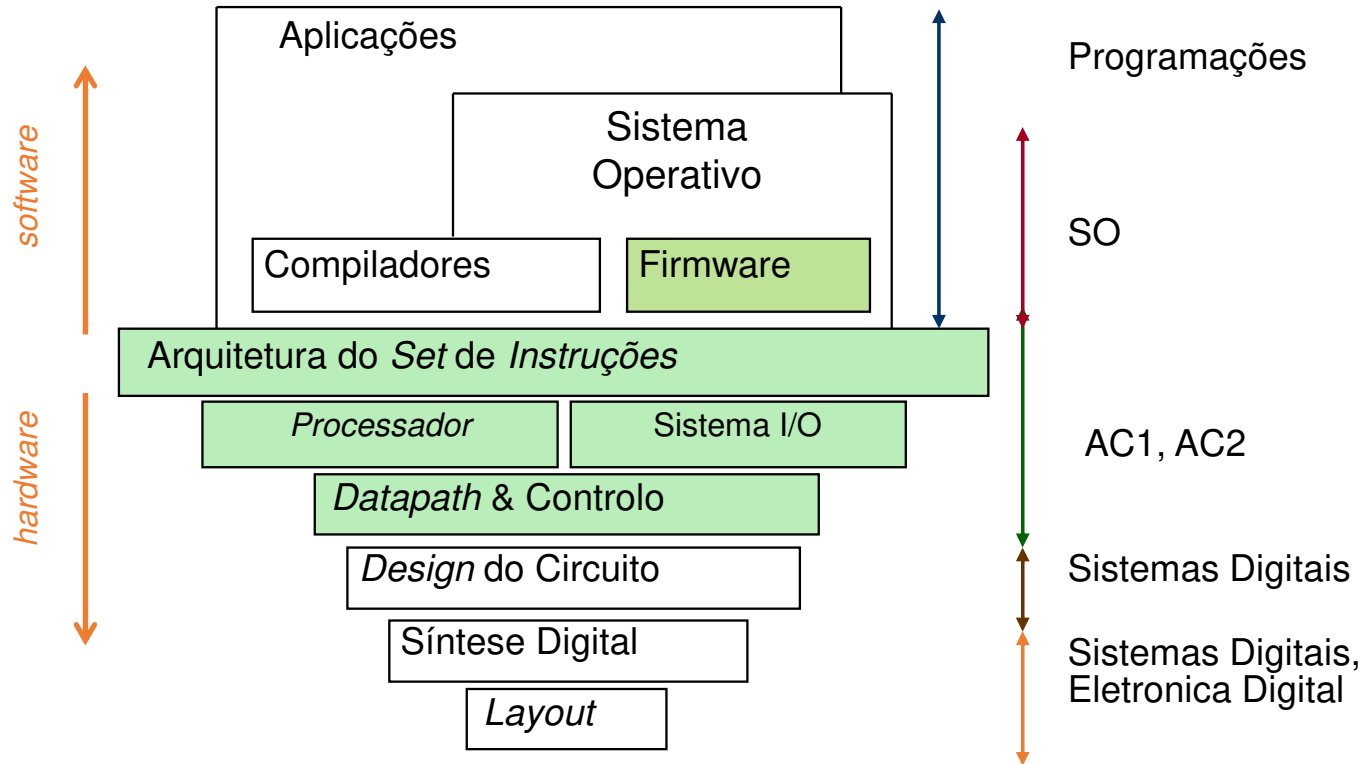 Aplicações
Programações
software
Sistema
Operativo
SO
Compiladores
Firmware
Arquitetura do Set de Instruções
hardware
Processador
Sistema I/O
AC1, AC2
Datapath & Controlo
Design do Circuito
Sistemas Digitais
Síntese Digital
Sistemas Digitais,
Eletronica Digital
Layout